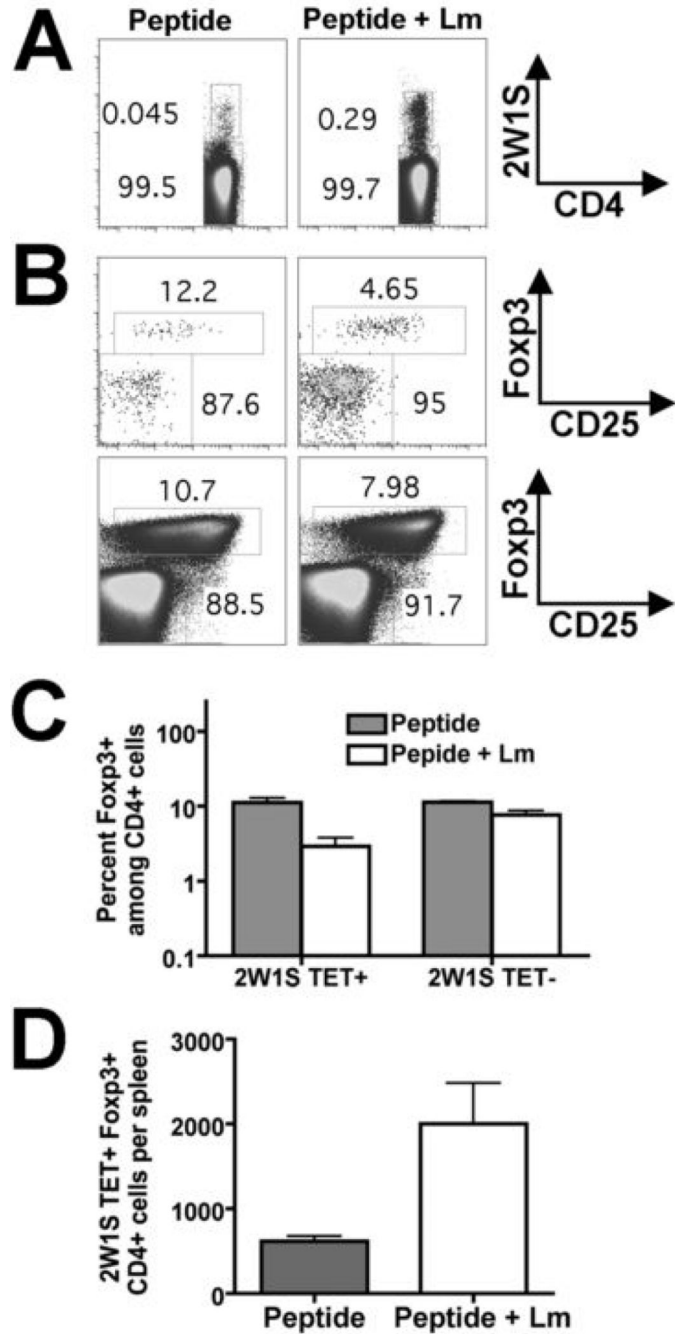 A
Peptide
Peptide + Lm
0.045
99.5
0.29
99.7
2W1S
CD4
B
12.2
87.6
4.65
95
Foxp3
CD25
10.7
88.5
7.98
91.7
Foxp3
CD25
C
Percent Foxp3+
among CD4+ cells
100
10
1
0.1
Peptide
Pepide + Lm
2W1S TET+
2W1S TET-
D
2W1S TET+ Foxp3+
CD4+ cells per spleen
3000
2000
1000
0
Peptide
Peptide + Lm